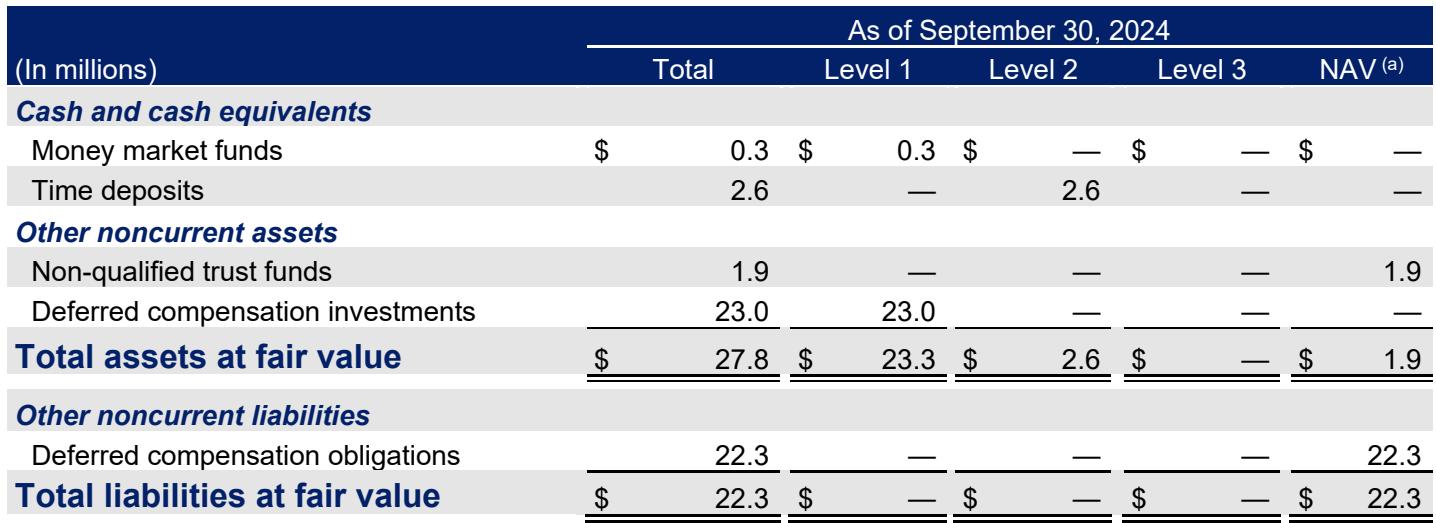 As of September 30, 2024
(In millions) Total Level 1 Level 2 Level 3 NAV (a)
Cash and cash equivalents
Money market funds $ 0.3 $ 0.3 $ — $ — $ —
Time deposits 2.6 — 2.6 — —
Other noncurrent assets
Non-qualified trust funds 1.9 — — — 1.9
Deferred compensation investments 23.0 23.0 — — —
Total assets at fair value $ 27.8 $ 23.3 $ 2.6 $ — $ 1.9
Other noncurrent liabilities
Deferred compensation obligations 22.3 — — — 22.3
Total liabilities at fair value $ 22.3 $ — $ — $ — $ 22.3